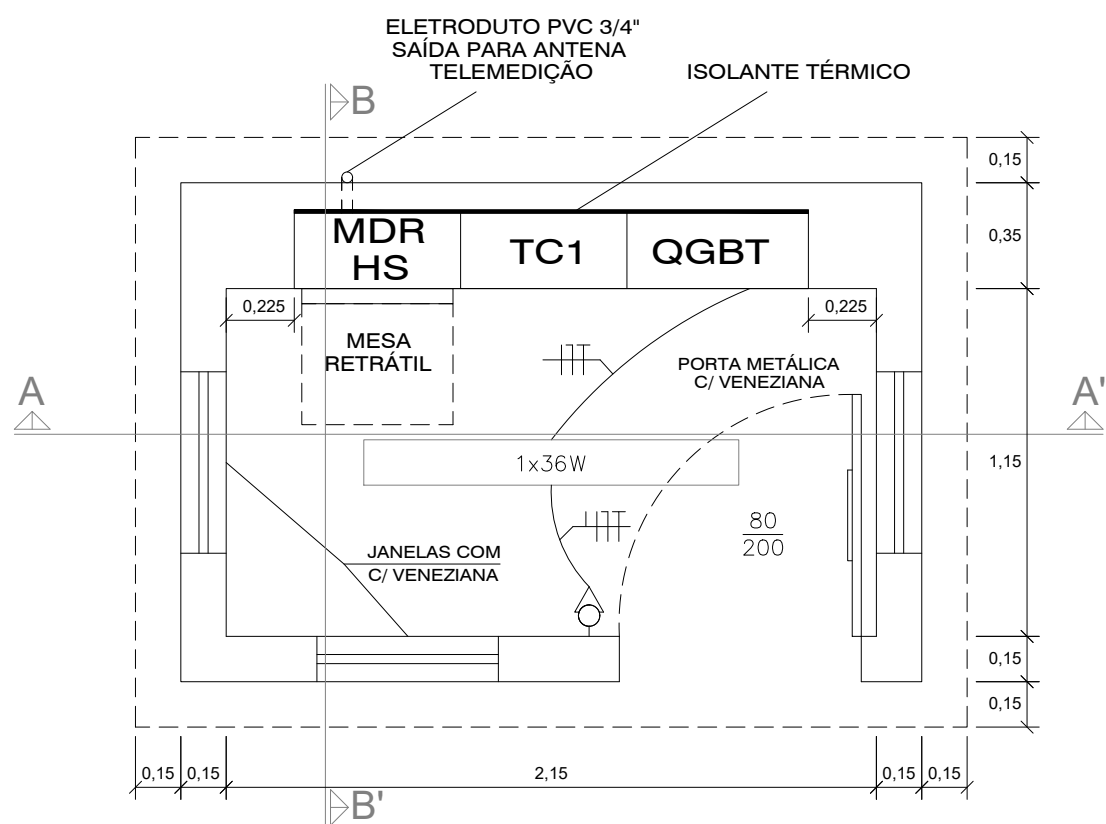 ELETRODUTO PVC 3/4"
SAÍDA PARA ANTENA
TELEMEDIÇÃO
ISOLANTE TÉRMICO
B
0,15
MDR
HS
TC1
QGBT
0,35
0,225
0,225
MESA
RETRÁTIL
PORTA METÁLICA
C/ VENEZIANA
A
A'
1x36W
1,15
80
200
JANELAS COM
C/ VENEZIANA
0,15
0,15
0,15
0,15
2,15
0,15
0,15
B'